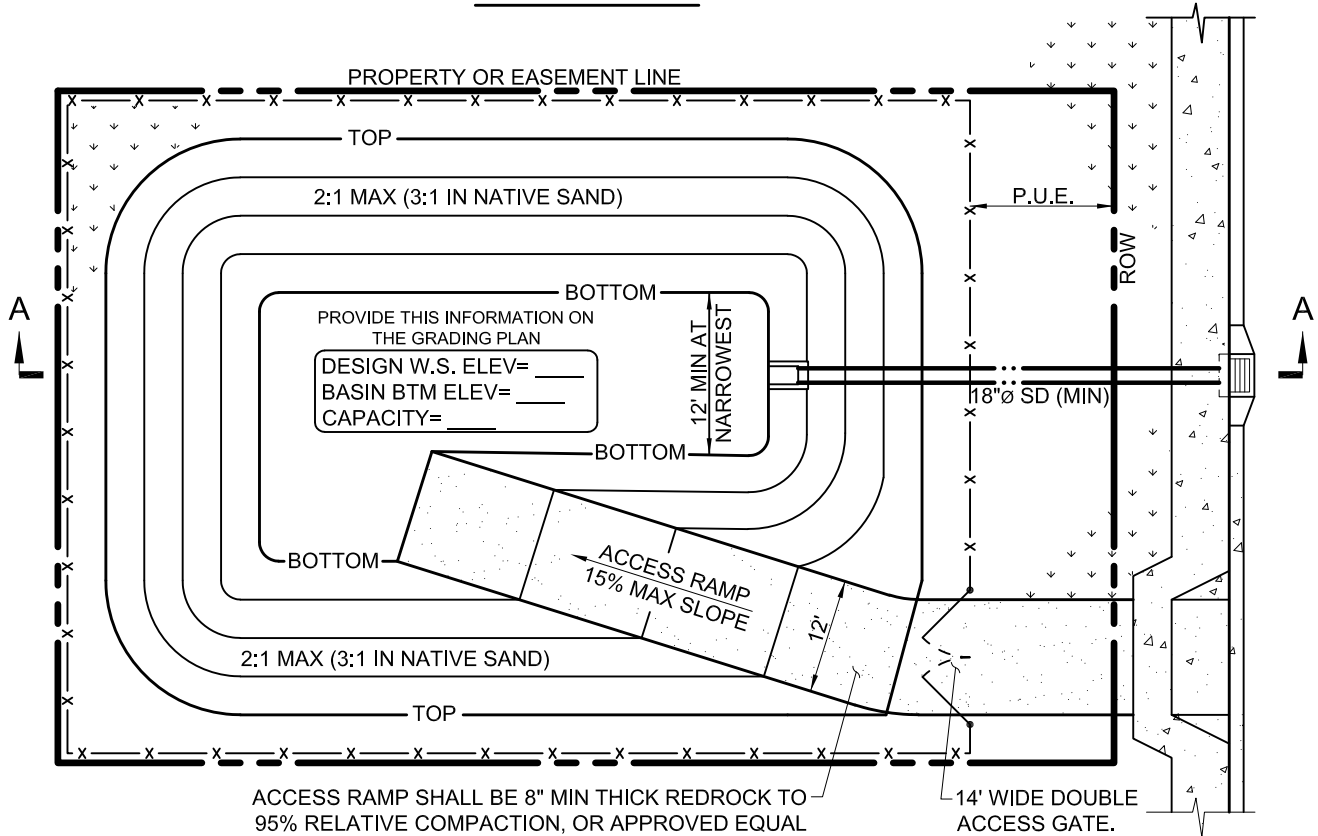 PROPERTY OR EASEMENT LINE
TOP
2:1 MAX (3:1 IN NATIVE SAND)
P.U.E.
ROW
A
A
BOTTOM
PROVIDE THIS INFORMATION ON
THE GRADING PLAN
DESIGN W.S. ELEV= ____
BASIN BTM ELEV= ____
CAPACITY= ____
12' MIN AT
NARROWEST
18"Ø SD (MIN)
BOTTOM
BOTTOM
ACCESS RAMP
15% MAX SLOPE
12'
2:1 MAX (3:1 IN NATIVE SAND)
TOP
ACCESS RAMP SHALL BE 8" MIN THICK REDROCK TO
95% RELATIVE COMPACTION, OR APPROVED EQUAL
14' WIDE DOUBLE
ACCESS GATE.